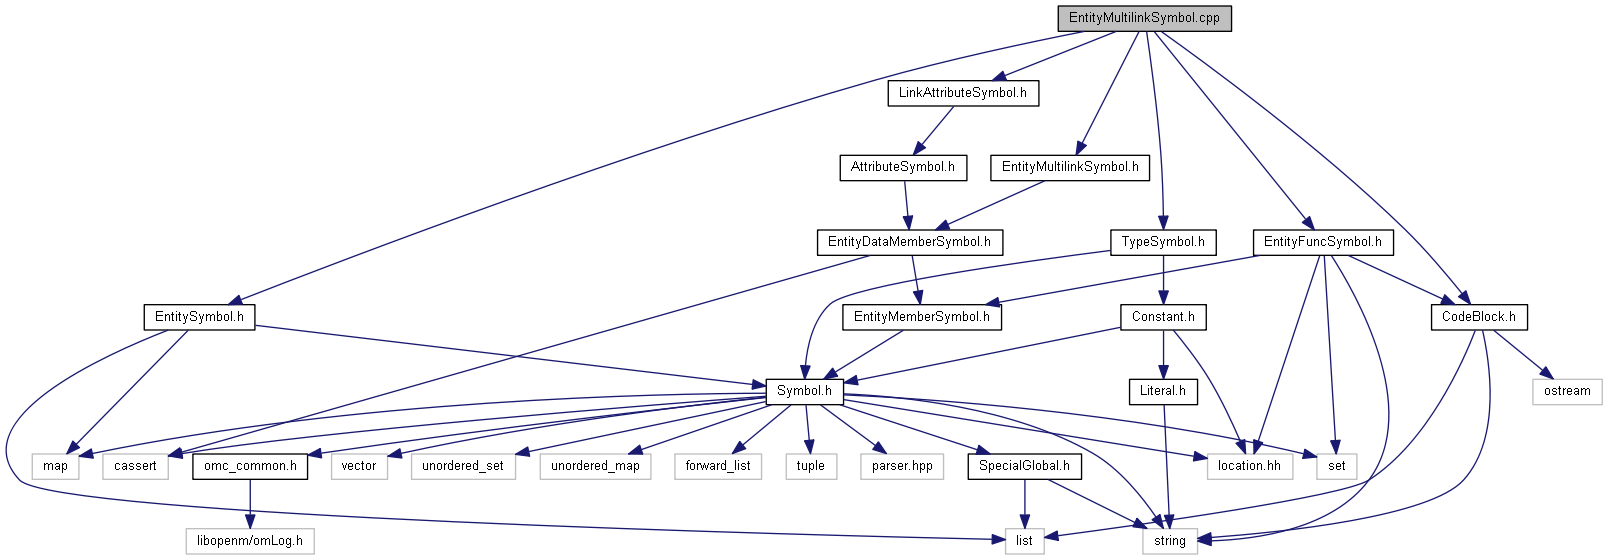 EntityMultilinkSymbol.cpp
LinkAttributeSymbol.h
AttributeSymbol.h
EntityMultilinkSymbol.h
EntityDataMemberSymbol.h
TypeSymbol.h
EntityFuncSymbol.h
EntitySymbol.h
EntityMemberSymbol.h
Constant.h
CodeBlock.h
Symbol.h
Literal.h
ostream
map
cassert
omc_common.h
vector
unordered_set
unordered_map
forward_list
tuple
parser.hpp
SpecialGlobal.h
location.hh
set
libopenm/omLog.h
list
string